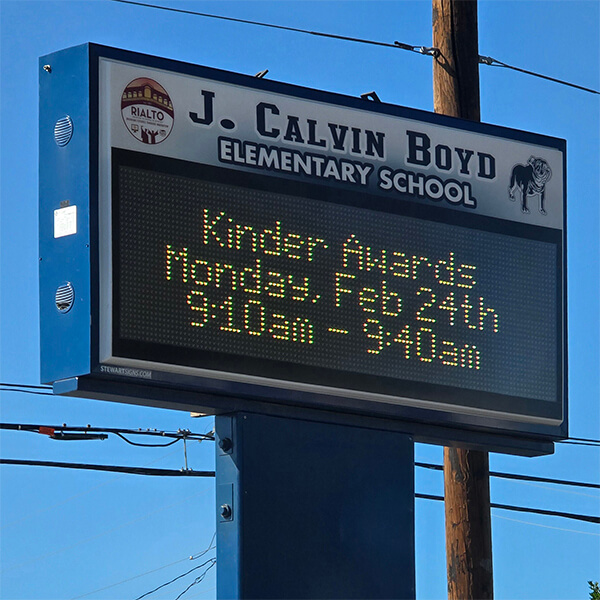 RIALTO
J. CALVIN BOYD
ELEMENTARY SCHOOL
Kinder Awards
Monday, Feb 24th
9:10am - 9:40am
STEWARTSIGNS.COM